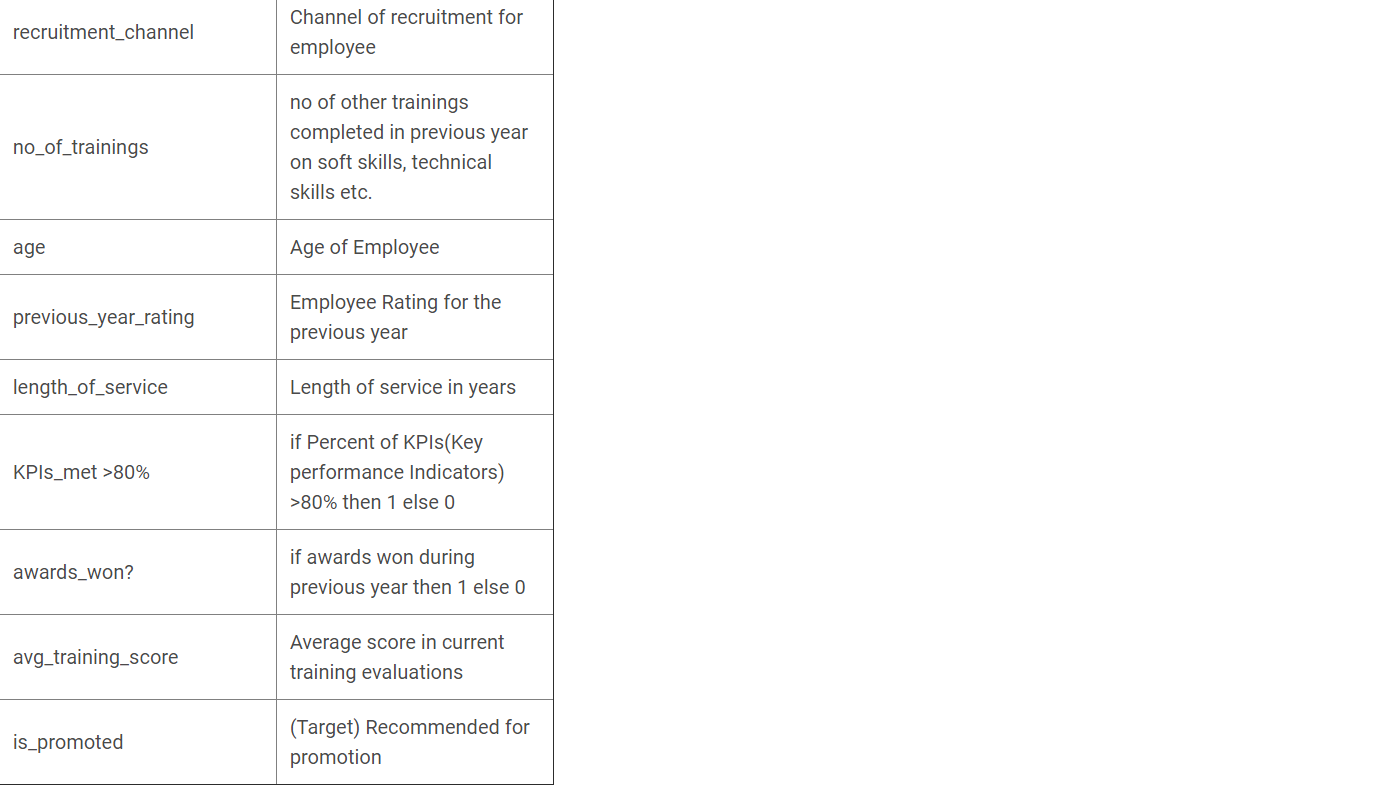 recruitment_channel
Channel of recruitment for
employee
no_of_trainings
no of other trainings
completed in previous year
on soft skills, technical
skills etc.
age
Age of Employee
previous_year_rating
Employee Rating for the
previous year
length_of_service
Length of service in years
KPIs_met >80%
if Percent of KPIs(Key
performance Indicators)
>80% then 1 else 0
awards_won?
if awards won during
previous year then 1 else 0
avg_training_score
Average score in current
training evaluations
is_promoted
(Target) Recommended for
promotion